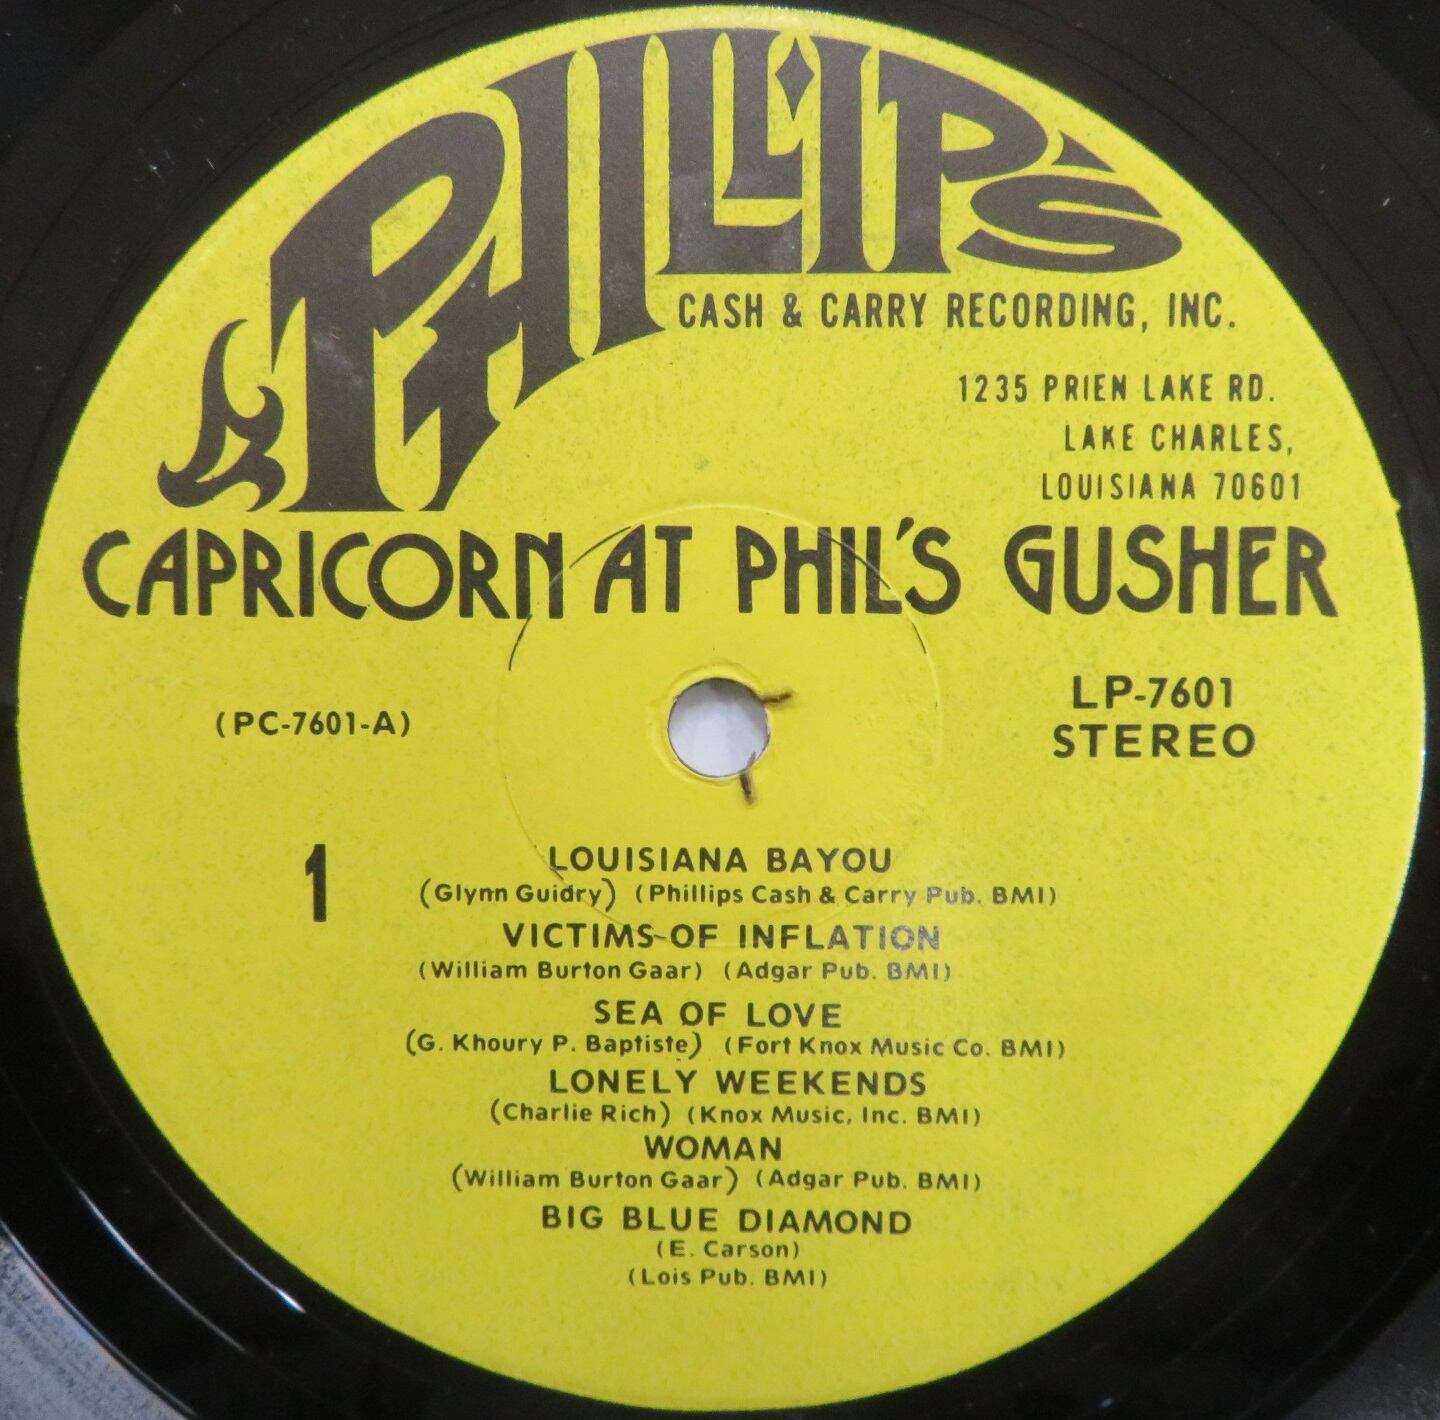 PHILLIPS
CASH & CARRY RECORDING, INC.
1235 PRIEN LAKE RD.
LAKE CHARLES,
LOUISIANA 70601
CAPRICORN AT PHIL'S GUSHER
LP-7601
(PC-7601-A)
STEREO
1
LOUISIANA BAYOU
(Glynn Guidry) (Phillips Cash & Carry Pub. BMI)
VICTIMS OF INFLATION
(William Burton Gaar) (Adgar Pub. BMI)
SEA OF LOVE
(G. Khoury P. Baptiste) (Fort Knox Music Co. BMI)
LONELY WEEKENDS
(Charlie Rich) (Knox Music, Inc. BMI)
WOMAN
(William Burton Gaar) (Adgar Pub. BMI)
BIG BLUE DIAMOND
(E. Carson)
(Lois Pub. BMI)